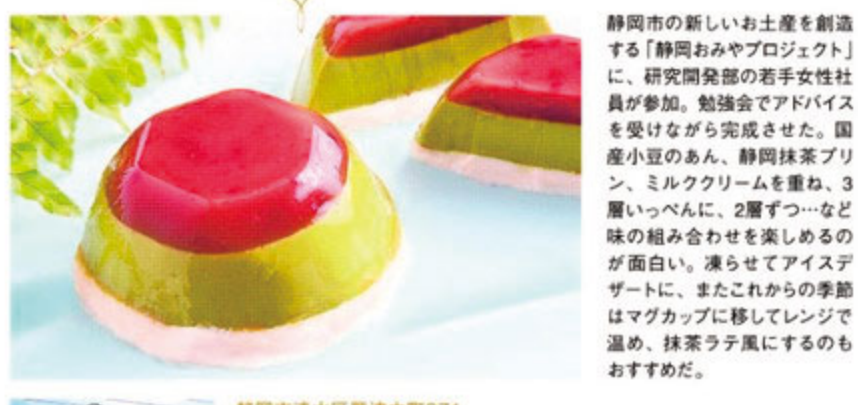 静岡市の新しいお土産を創造
する「静岡おみやプロジェクト」
に、研究開発部の若手女性社
員が参加。勉強会でアドバイス
を受けながら完成させた。国
産小豆のあん、静岡抹茶プリ
ン、ミルククリームを重ね、3
層いっぺんに、2層ずつ…など
味の組み合わせを楽しめるの
が面白い。凍らせてアイスデ
ザートに、またこれからの季節
はマグカップに移してレンジで
温め、抹茶ラテ風にするのも
おすすめだ。